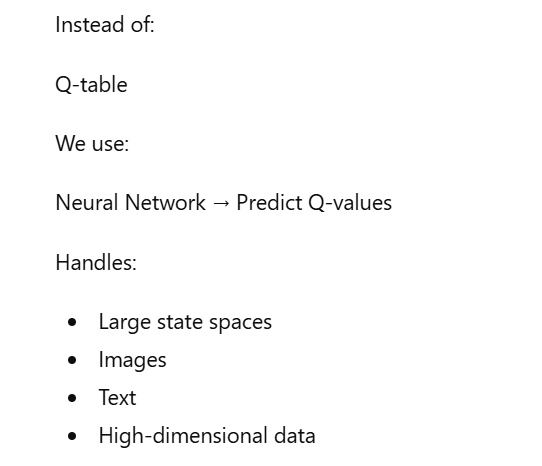 Instead of:
Q-table
We use:
Neural Network → Predict Q-values
Handles:
• Large state spaces
• Images
• Text
• High-dimensional data